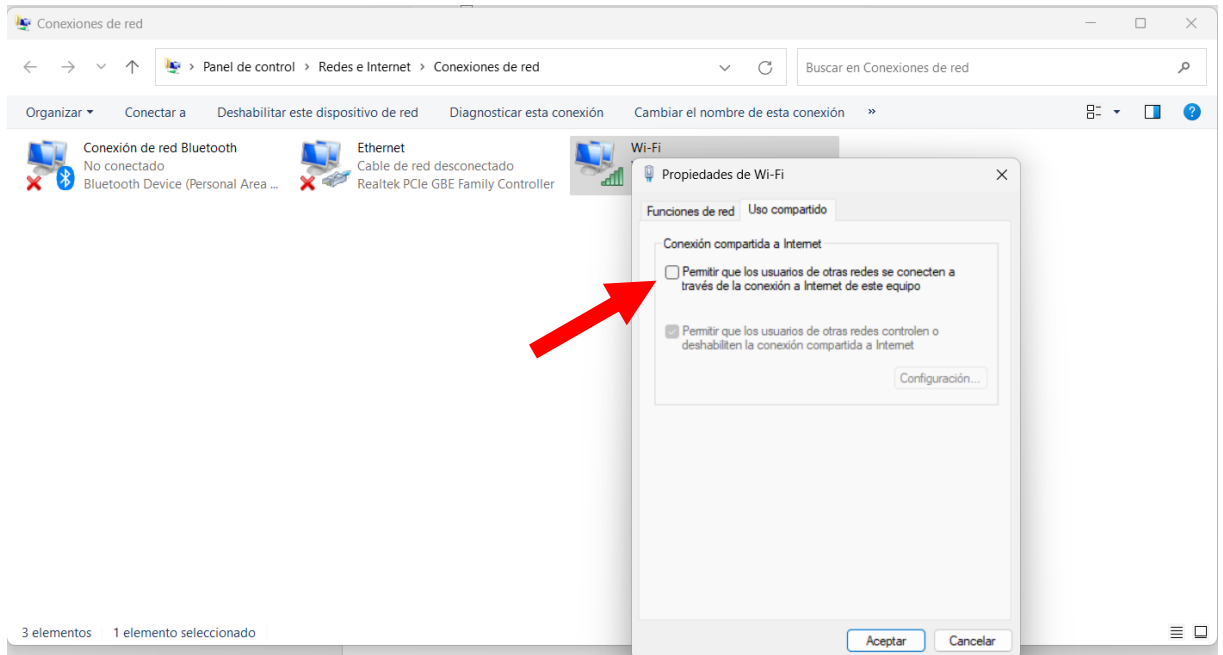 Conexiones de red
Panel de control > Redes e Internet > Conexiones de red
Buscar en Conexiones de red
Organizar Conectar a Deshabilitar este dispositivo de red Diagnosticar esta conexión Cambiar el nombre de esta conexión »
Conexión de red Bluetooth
No conectado
Bluetooth Device (Personal Area ...
Ethernet
Cable de red desconectado
Realtek PCIe GBE Family Controller
Wi-Fi
Propiedades de Wi-Fi
Funciones de red Uso compartido
Conexión compartida a Internet
Permitir que los usuarios de otras redes se conecten a
través de la conexión a Internet de este equipo
Permitir que los usuarios de otras redes controlen o
deshabiliten la conexión compartida a Internet
Configuración...
Aceptar Cancelar
3 elementos 1 elemento seleccionado